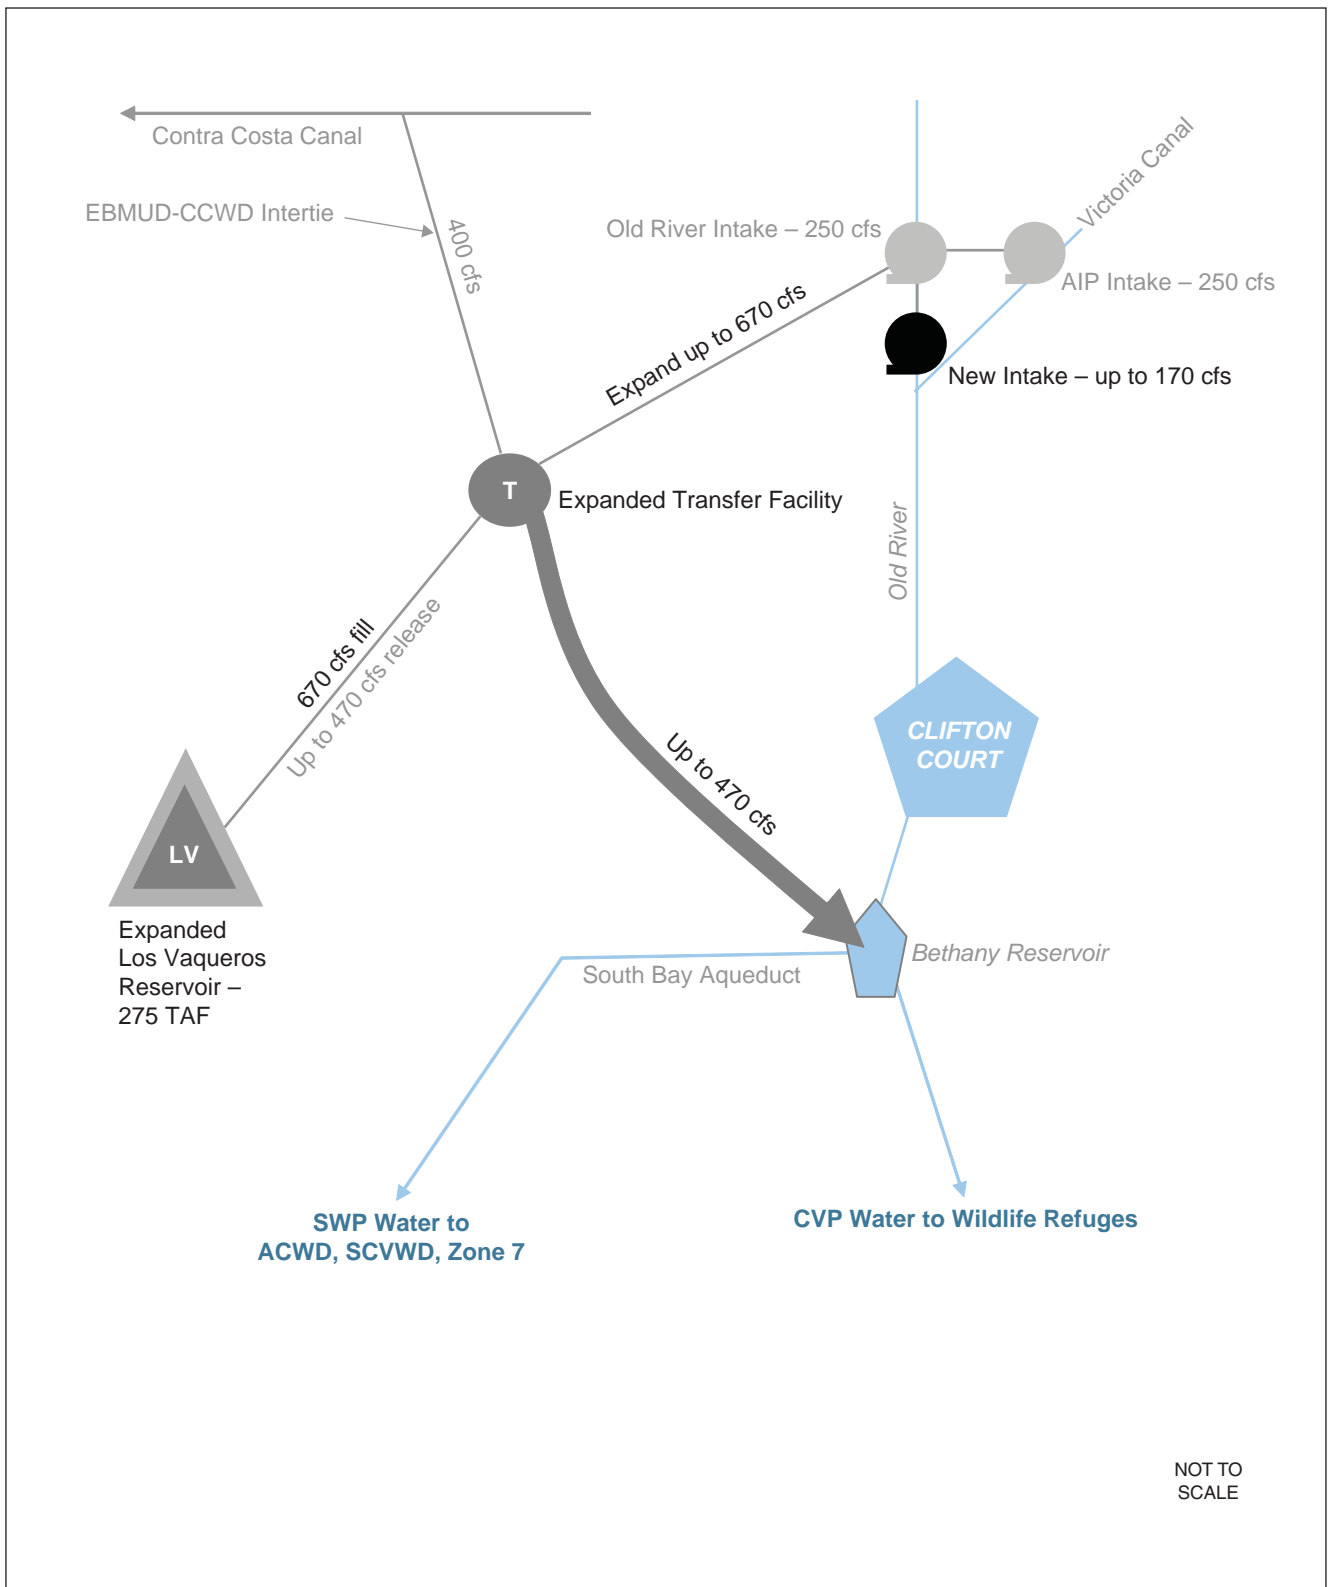 Contra Costa Canal
EBMUD-CCWD Intertie
400 cfs
Old River Intake – 250 cfs
Victoria Canal
AIP Intake – 250 cfs
Expand up to 670 cfs
New Intake – up to 170 cfs
T
Expanded Transfer Facility
Old River
670 cfs fill
Up to 470 cfs release
Up to 470 cfs
CLIFTON
COURT
LV
Expanded
Los Vaqueros
Reservoir –
275 TAF
Bethany Reservoir
South Bay Aqueduct
SWP Water to
ACWD, SCVWD, Zone 7
CVP Water to Wildlife Refuges
NOT TO
SCALE